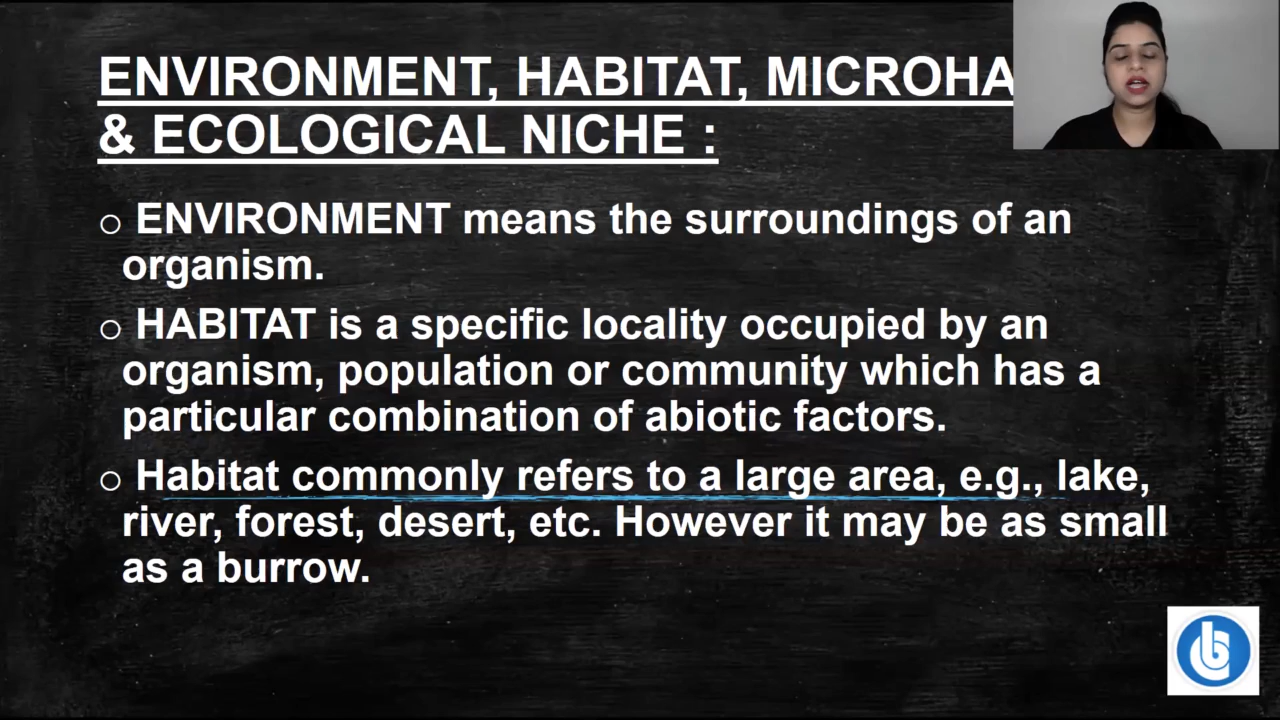 ENVIRONMENT, HABITAT, MICROHA
& ECOLOGICAL NICHE :
○ ENVIRONMENT means the surroundings of an
organism.
○ HABITAT is a specific locality occupied by an
organism, population or community which has a
particular combination of abiotic factors.
○ Habitat commonly refers to a large area, e.g., lake,
river, forest, desert, etc. However it may be as small
as a burrow.